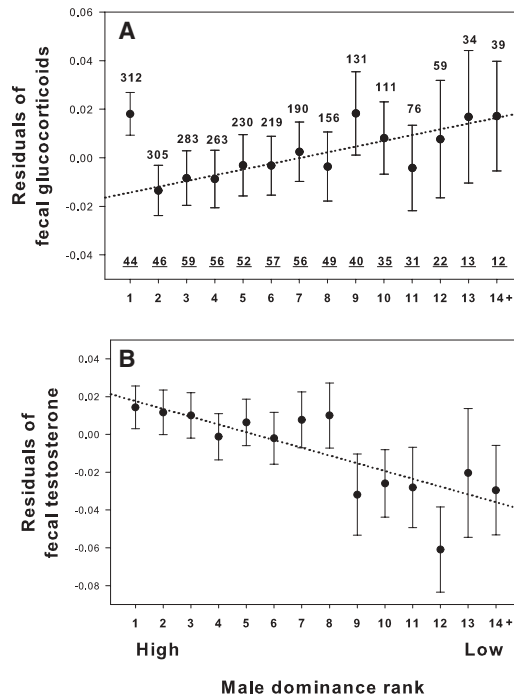 A
Residuals of
fecal glucocorticoids
0.06
0.04
0.02
0.00
-0.02
-0.04
312
305
283
263
230
219
190
156
131
111
76
59
34
39
44 46 59 56 52 57 56 49 40 35 31 22 13 12
1 2 3 4 5 6 7 8 9 10 11 12 13 14 +
B
Residuals of
fecal testosterone
0.04
0.02
0.00
-0.02
-0.04
-0.06
-0.08
1 2 3 4 5 6 7 8 9 10 11 12 13 14 +
High Low
Male dominance rank